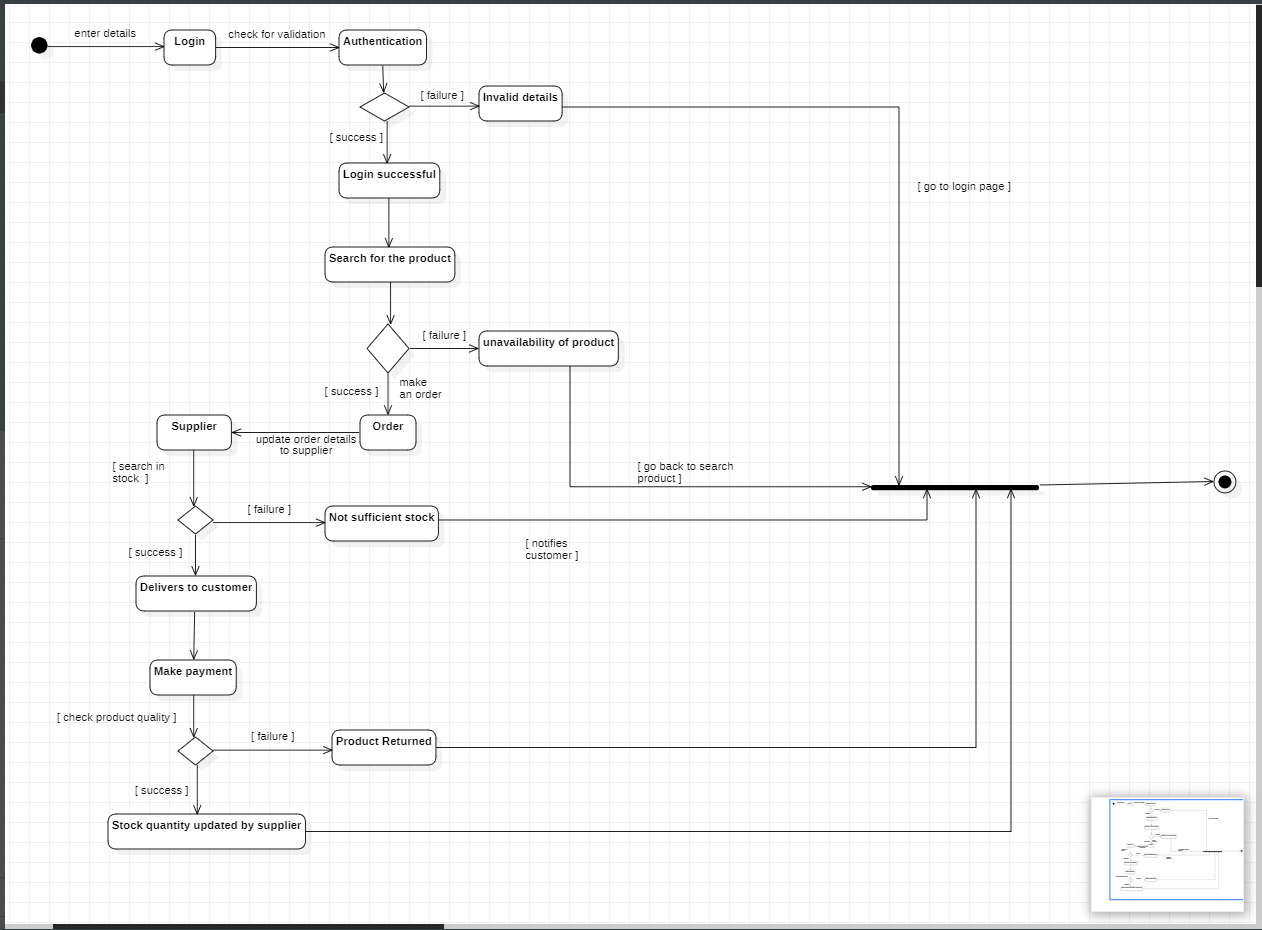 enter details
Login
check for validation
Authentication
[ failure ]
Invalid details
[ success ]
Login successful
[ go to login page ]
Search for the product
[ failure ]
unavailability of product
[ success ]
make
an order
Supplier
Order
update order details
to supplier
[ search in
stock ]
[ go back to search
product ]
[ failure ]
Not sufficient stock
[ notifies
customer ]
[ success ]
Delivers to customer
Make payment
[ check product quality ]
[ failure ]
Product Returned
[ success ]
Stock quantity updated by supplier